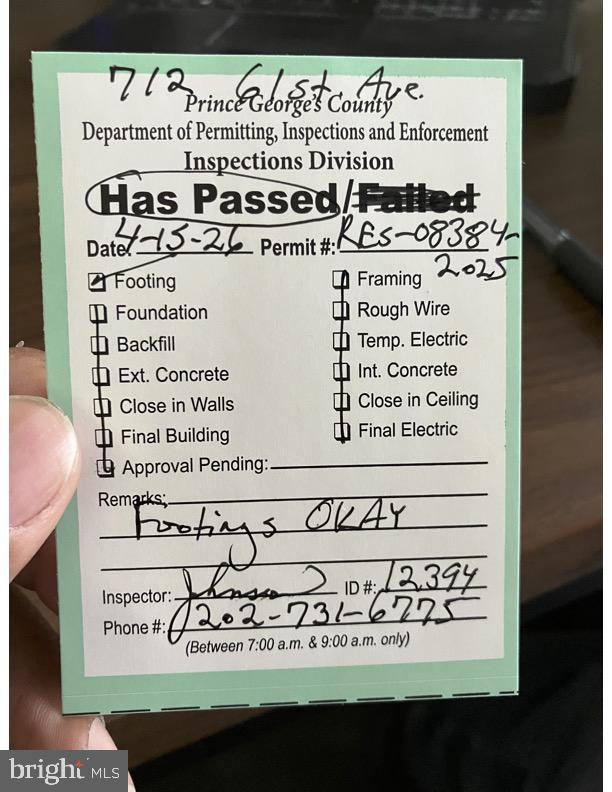 712 61st Ave.
Prince George's County
Department of Permitting, Inspections and Enforcement
Inspections Division
Has Passed/Failed
Date: 4-15-26 Permit #: RES-08384-
2025
Footing
Framing
Foundation
Rough Wire
Backfill
Temp. Electric
Ext. Concrete
Int. Concrete
Close in Walls
Close in Ceiling
Final Building
Final Electric
Approval Pending:
Remarks:
Footings OKAY
Inspector: Johnson ID #: 12394
Phone #: 202-731-6775
(Between 7:00 a.m. & 9:00 a.m. only)
bright MLS